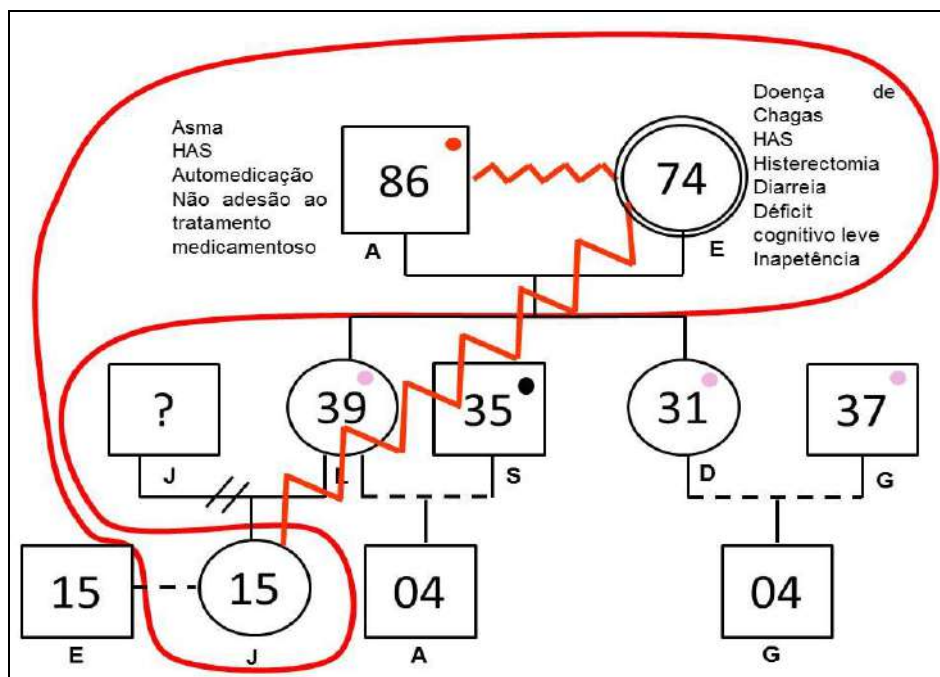 Asma
HAS
Automedicação
Não adesão ao
tratamento
medicamentoso
86
A
74
E
Doença de
Chagas
HAS
Histerectomia
Diarreia
Déficit
cognitivo leve
Inapetência
?
J
39
L
35
S
31
D
37
G
15
E
15
J
04
A
04
G